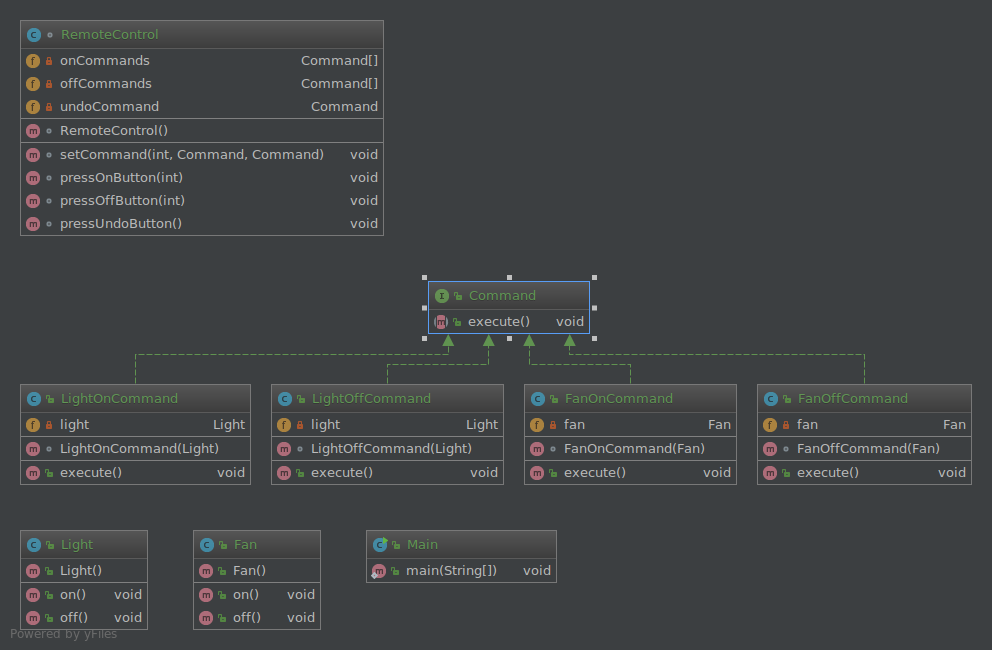 RemoteControl
onCommands Command[]
offCommands Command[]
undoCommand Command
RemoteControl()
setCommand(int, Command, Command) void
pressOnButton(int) void
pressOffButton(int) void
pressUndoButton() void
Command
execute() void
LightOnCommand
light Light
LightOnCommand(Light)
execute() void
LightOffCommand
light Light
LightOffCommand(Light)
execute() void
FanOnCommand
fan Fan
FanOnCommand(Fan)
execute() void
FanOffCommand
fan Fan
FanOffCommand(Fan)
execute() void
Light
Light()
on() void
off() void
Fan
Fan()
on() void
off() void
Main
main(String[]) void
Powered by yFiles